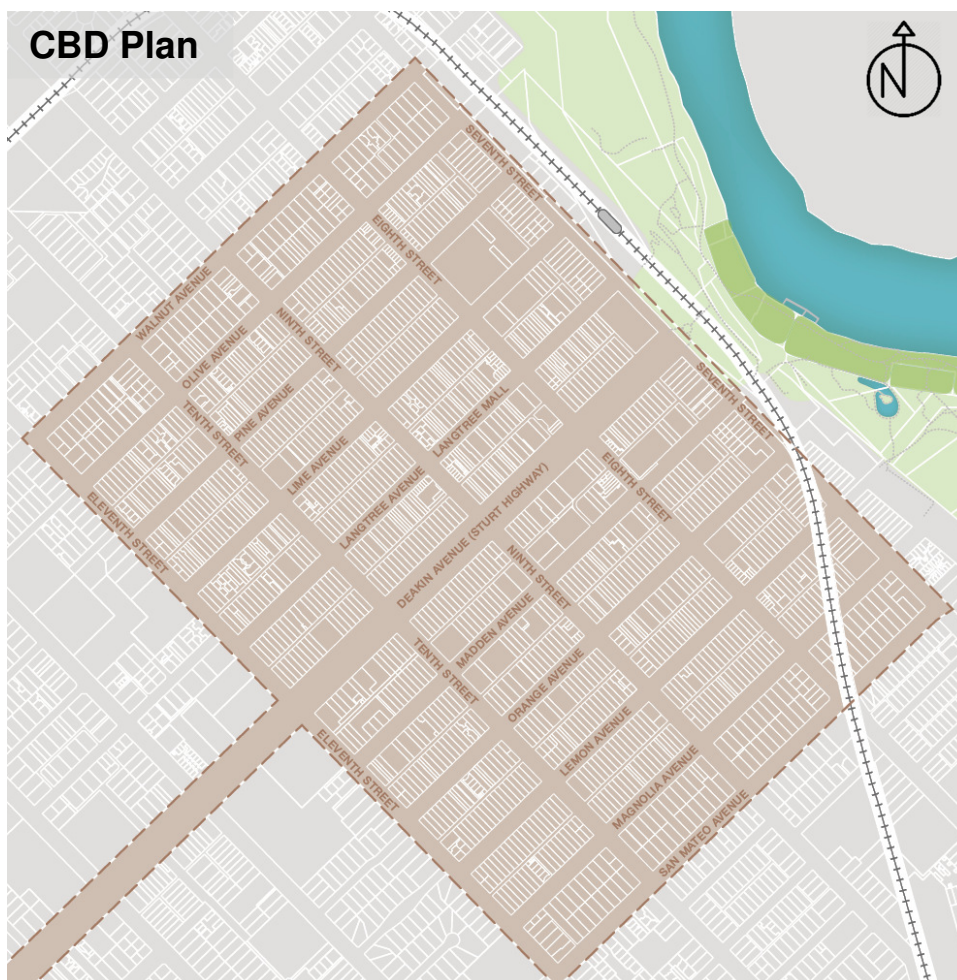 CBD Plan
N
SEVENTH STREET
EIGHTH STREET
WALNUT AVENUE
NINTH STREET
OLIVE AVENUE
PINE AVENUE
TENTH STREET
SEVENTH STREET
LANGTREE MALL
LIME AVENUE
EIGHTH STREET
LANGTREE AVENUE
ELEVENTH STREET
DEAKIN AVENUE (STURT HIGHWAY)
NINTH STREET
MADDEN AVENUE
TENTH STREET
ORANGE AVENUE
LEMON AVENUE
ELEVENTH STREET
MAGNOLIA AVENUE
SAN MATEO AVENUE